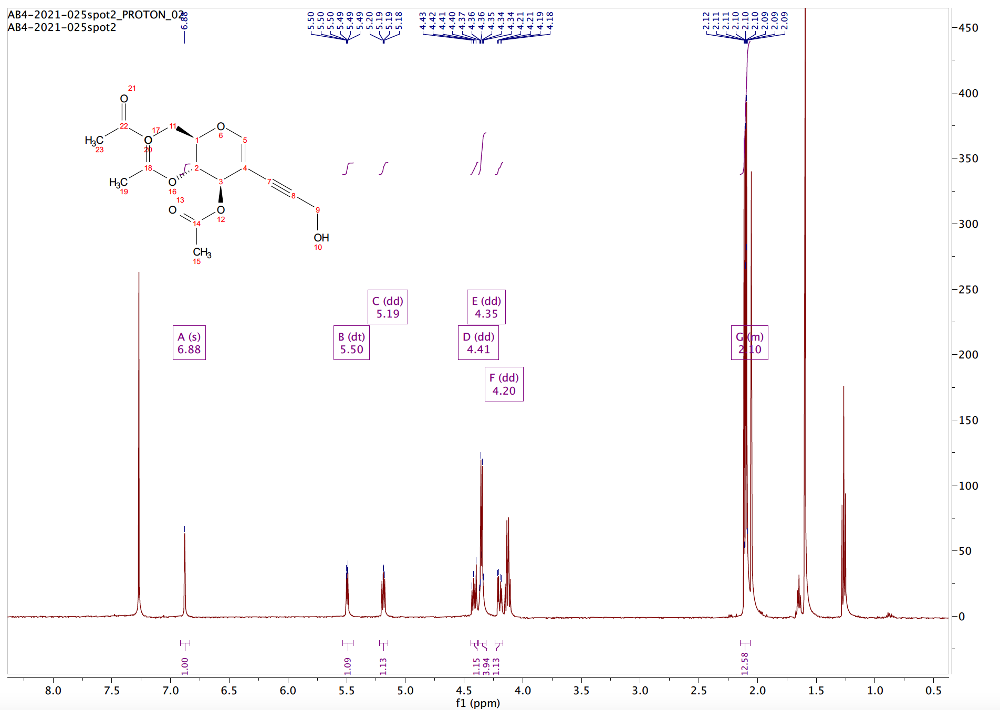 AB4-2021-025spot2_PROTON_02
AB4-2021-025spot2
6.88
5.50 5.50 5.50 5.49 5.49 5.49 5.20 5.19 5.19 5.18
4.43 4.42 4.41 4.40 4.37 4.36 4.36 4.35 4.34 4.34 4.21 4.21 4.19 4.18
2.12 2.11 2.11 2.10 2.10 2.10 2.09 2.09 2.09
21
O
22
17
11
O
6
H3C
23
O
20
1
5
18
2
4
H3C
19
O
16
3
7
13
O
O
12
8
9
14
OH
10
CH3
15
C (dd)
5.19
E (dd)
4.35
A (s)
6.88
B (dt)
5.50
D (dd)
4.41
G (m)
2.10
F (dd)
4.20
450
400
350
300
250
200
150
100
50
0
1.00
1.09
1.13
1.15
3.94
1.13
12.58
8.0 7.5 7.0 6.5 6.0 5.5 5.0 4.5 4.0 3.5 3.0 2.5 2.0 1.5 1.0 0.5
f1 (ppm)